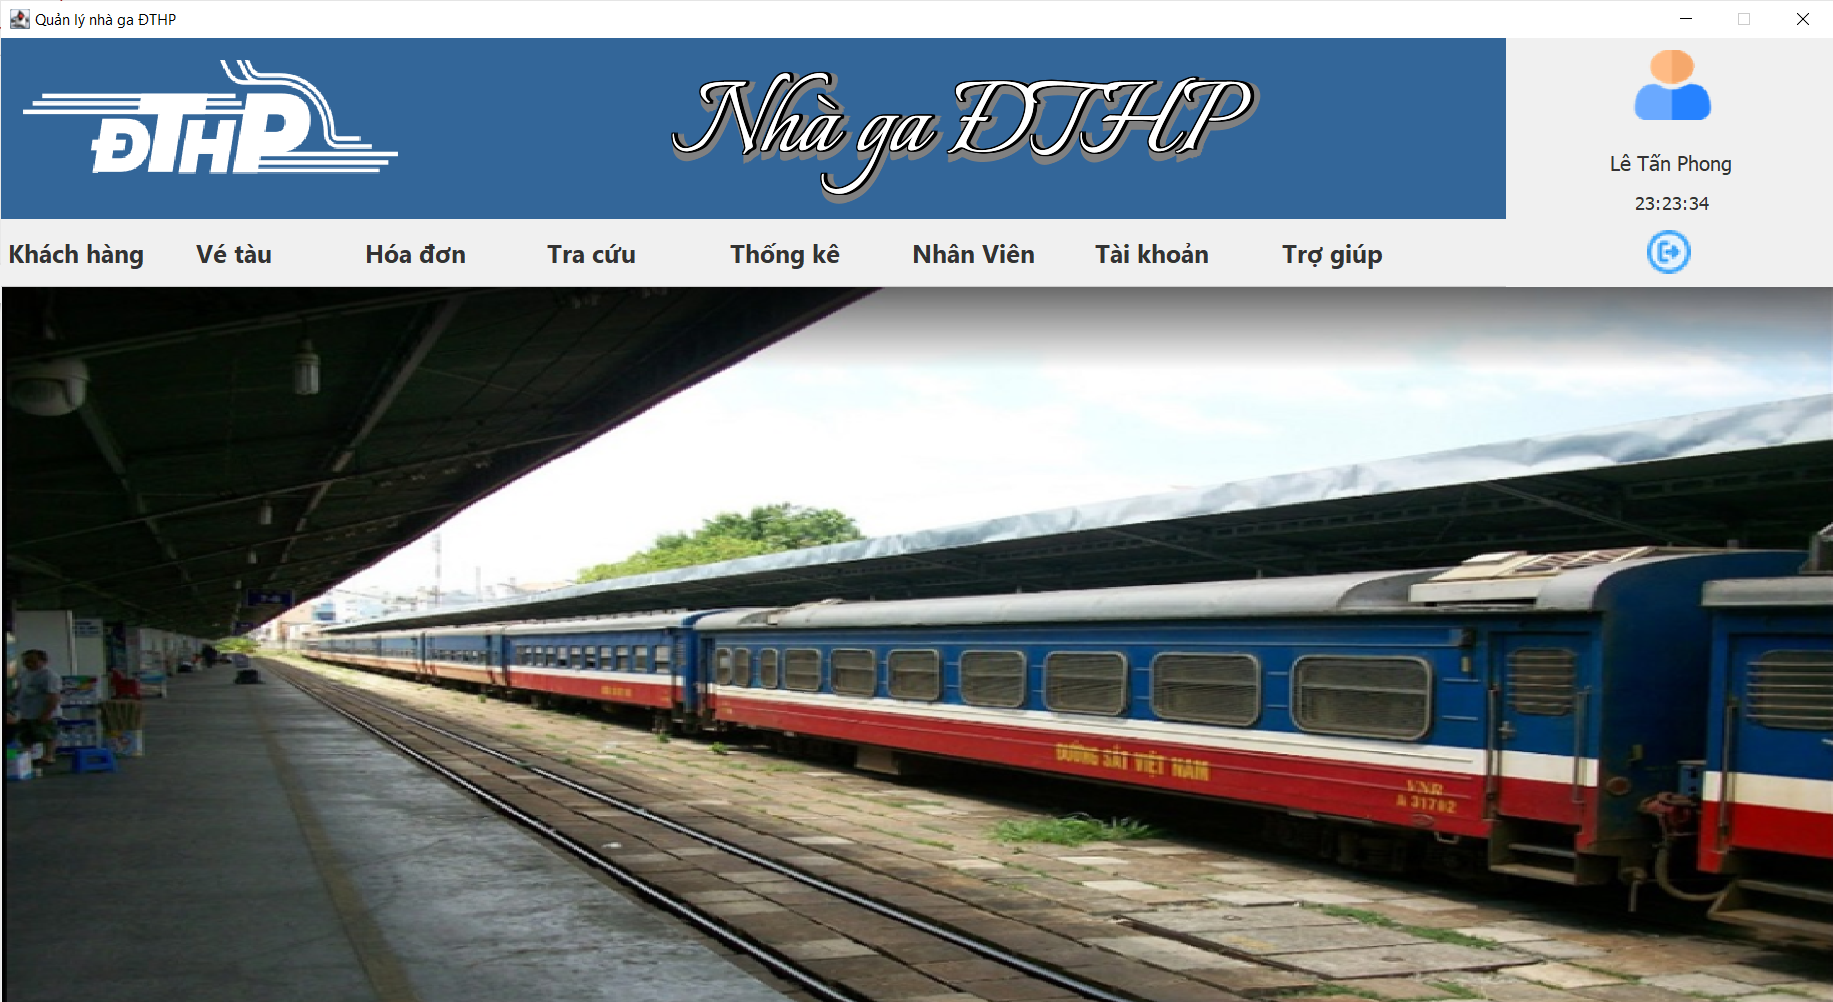 Quản lý nhà ga ĐTHP
ĐTHP
Nhà ga ĐTHP
Lê Tấn Phong
23:23:34
Khách hàng
Vé tàu
Hóa đơn
Tra cứu
Thống kê
Nhân Viên
Tài khoản
Trợ giúp
ĐƯỜNG SẮT VIỆT NAM
VNR
A 31702